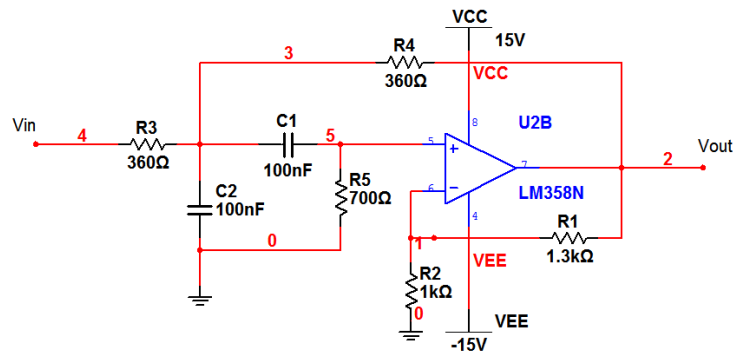 VCC
15V
3
R4
360Ω
VCC
Vin
4
R3
360Ω
C1
100nF
5
5
8
U2B
7
2
Vout
6
4
LM358N
C2
100nF
R5
700Ω
0
1
R1
1.3kΩ
VEE
R2
1kΩ
0
VEE
-15V